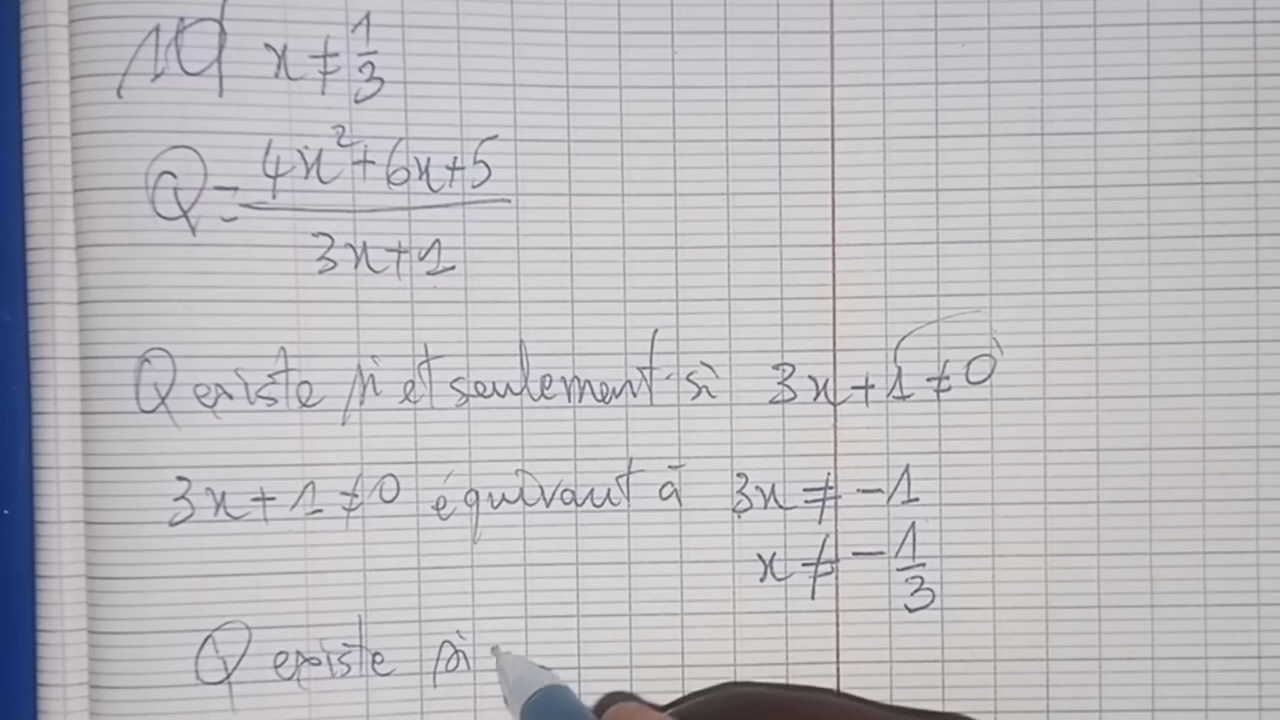 10) x ≠ 1/3
Q = (4x² + 6x + 5) / (3x + 1)
Q existe si et seulement si 3x + 1 ≠ 0
3x + 1 ≠ 0 équivaut à 3x ≠ -1
x ≠ -1/3
Q existe si